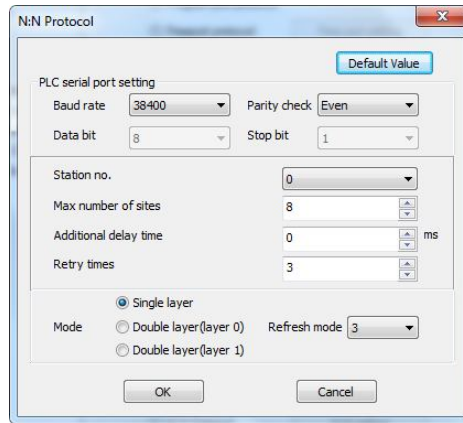 N:N Protocol
Default Value
PLC serial port setting
Baud rate 38400 Parity check Even
Data bit 8 Stop bit 1
Station no. 0
Max number of sites 8
Additional delay time 0 ms
Retry times 3
Single layer
Mode Double layer(layer 0) Refresh mode 3
Double layer(layer 1)
OK Cancel